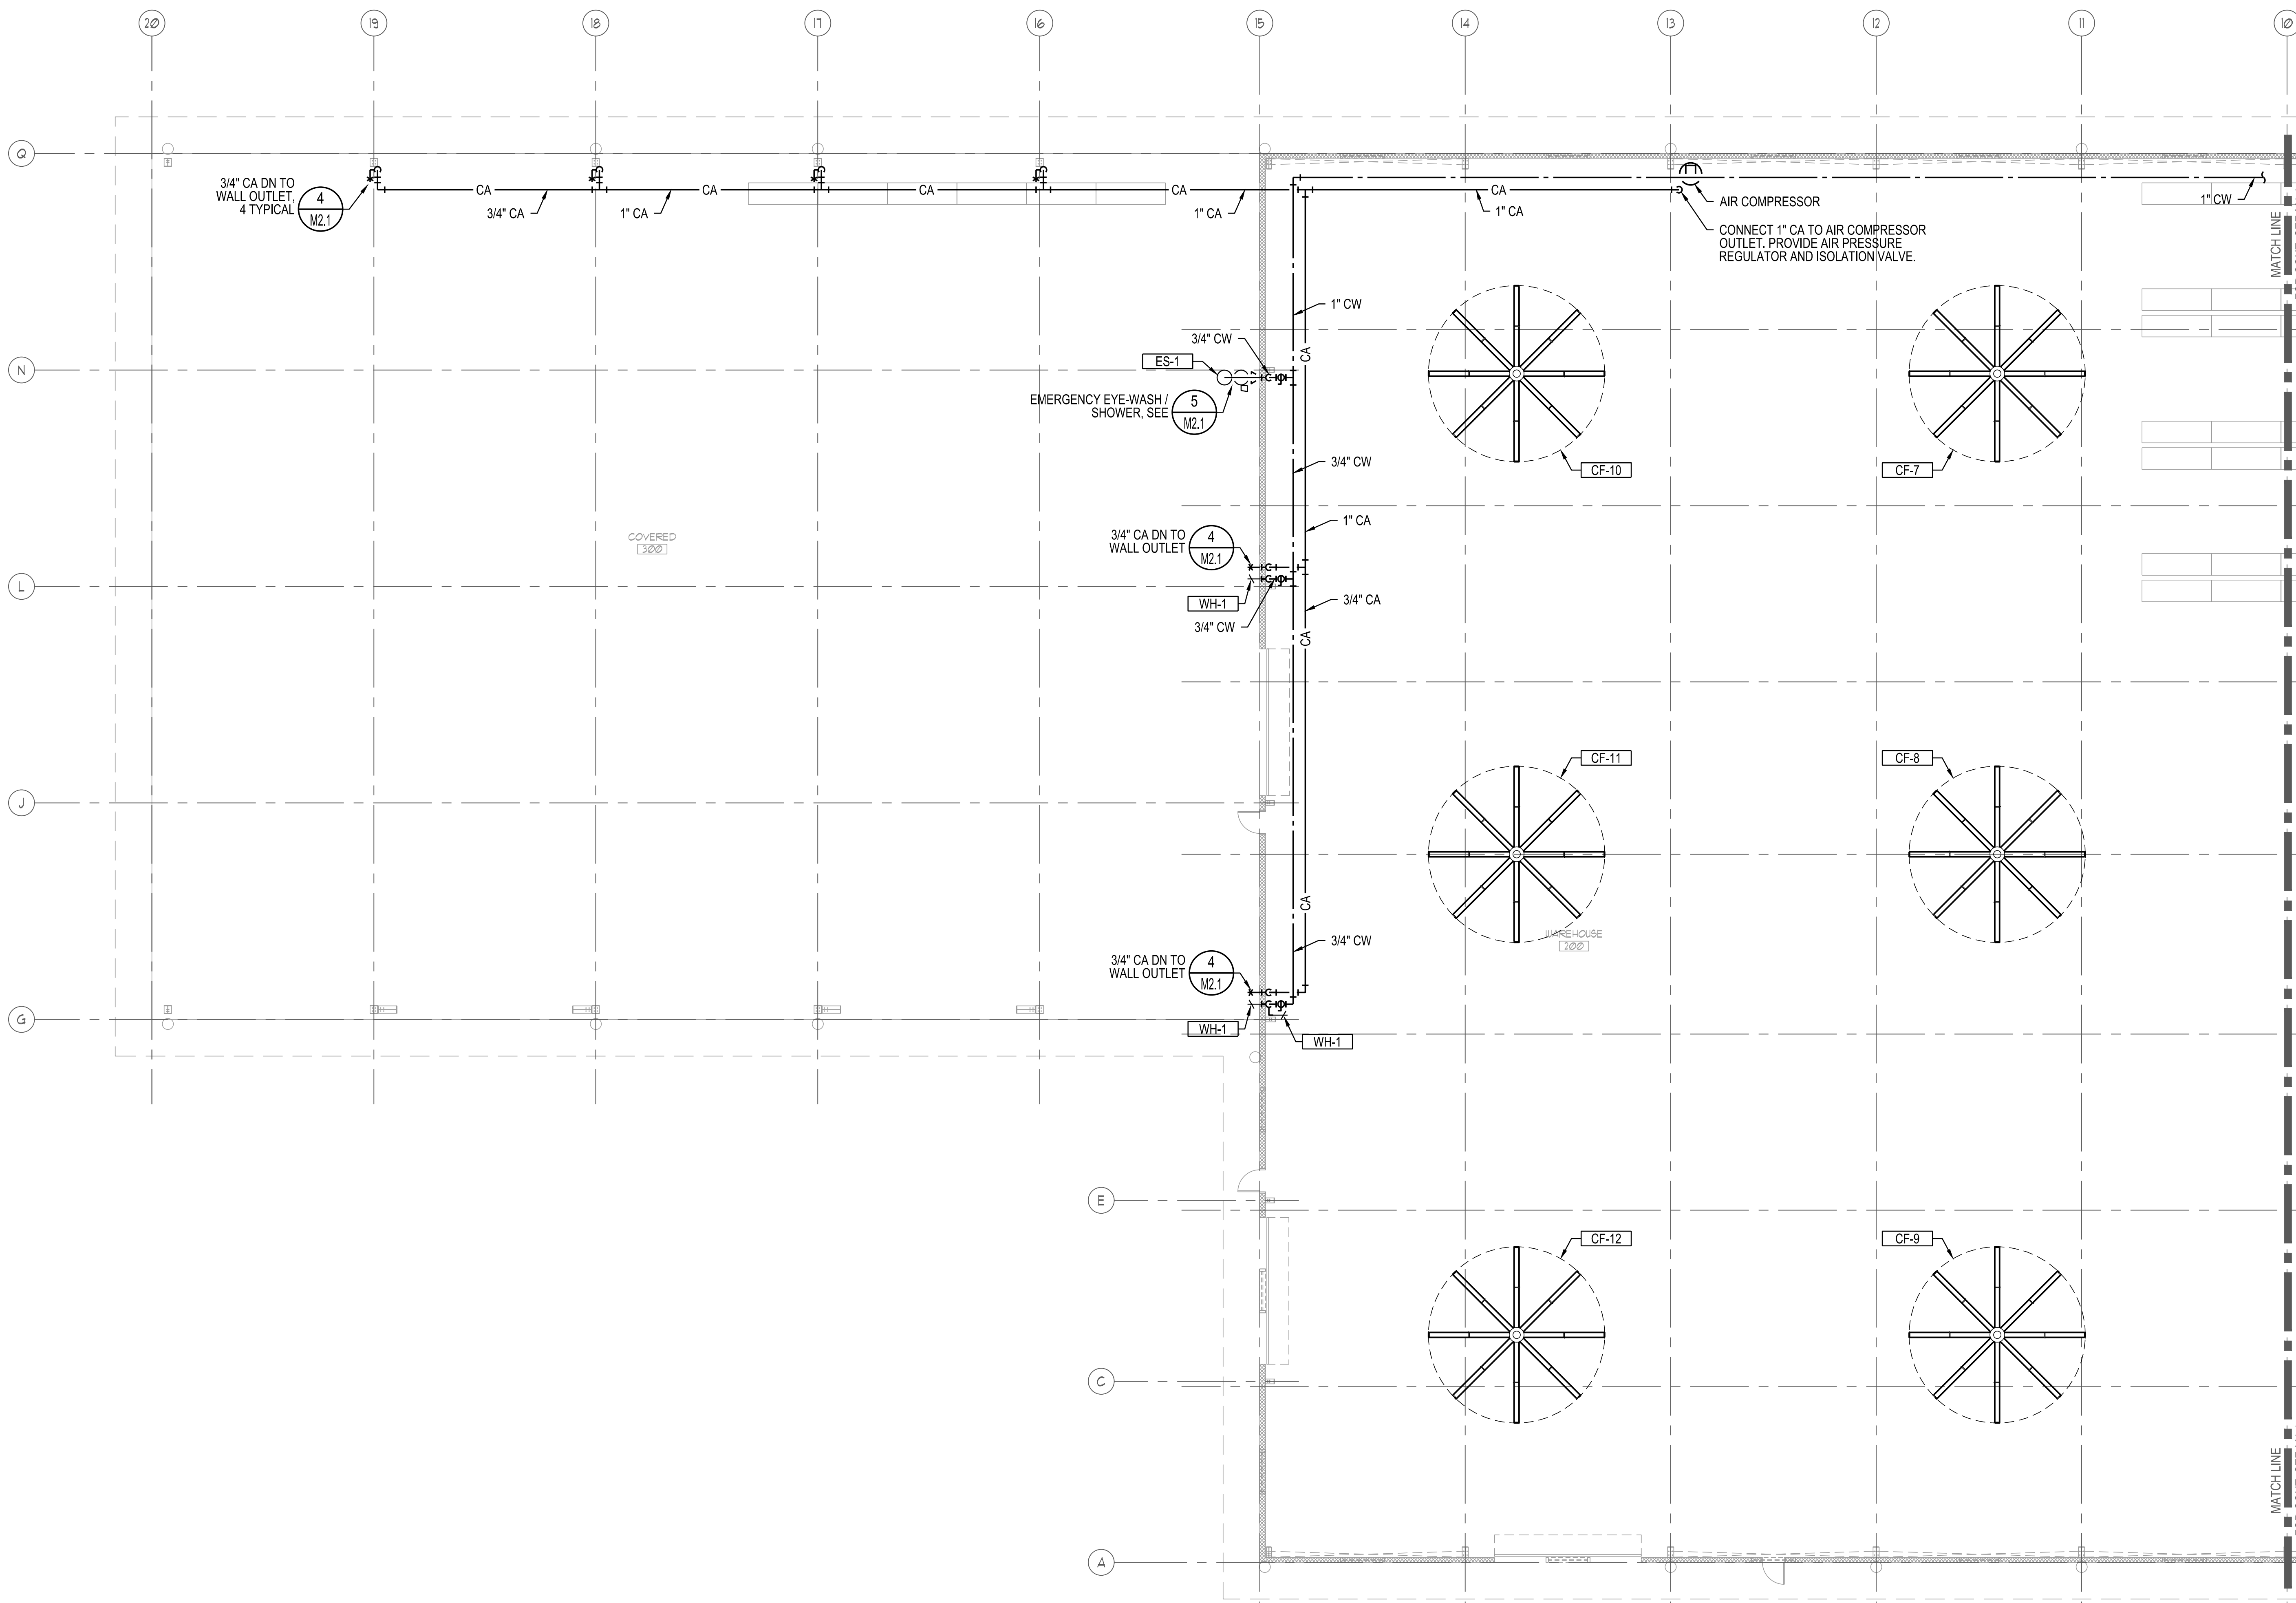 20
19
18
17
16
15
14
13
12
11
10
Q
3/4" CA DN TO
WALL OUTLET,
4 TYPICAL
4
M2.1
CA
3/4" CA
1" CA
CA
CA
CA
1" CA
CA
1" CA
AIR COMPRESSOR
CONNECT 1" CA TO AIR COMPRESSOR
OUTLET. PROVIDE AIR PRESSURE
REGULATOR AND ISOLATION VALVE.
1" CW
MATCH LINE
1" CW
3/4" CW
CA
ES-1
N
EMERGENCY EYE-WASH /
SHOWER, SEE
5
M2.1
3/4" CW
CF-10
CF-7
1" CA
3/4" CA DN TO
WALL OUTLET
4
M2.1
COVERED
300
L
WH-1
3/4" CW
3/4" CA
CA
CF-11
CF-8
J
CA
WAREHOUSE
200
3/4" CW
3/4" CA DN TO
WALL OUTLET
4
M2.1
G
WH-1
WH-1
E
CF-12
CF-9
C
MATCH LINE
A